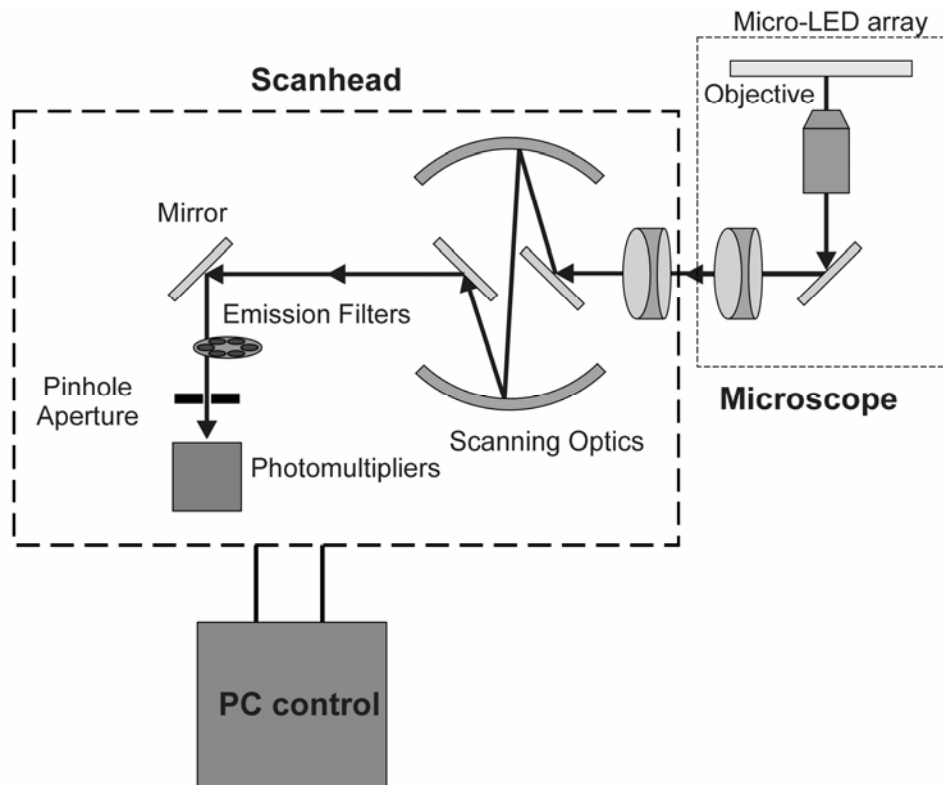 Micro-LED array
Scanhead
Objective
Mirror
Emission Filters
Pinhole
Aperture
Microscope
Scanning Optics
Photomultipliers
PC control